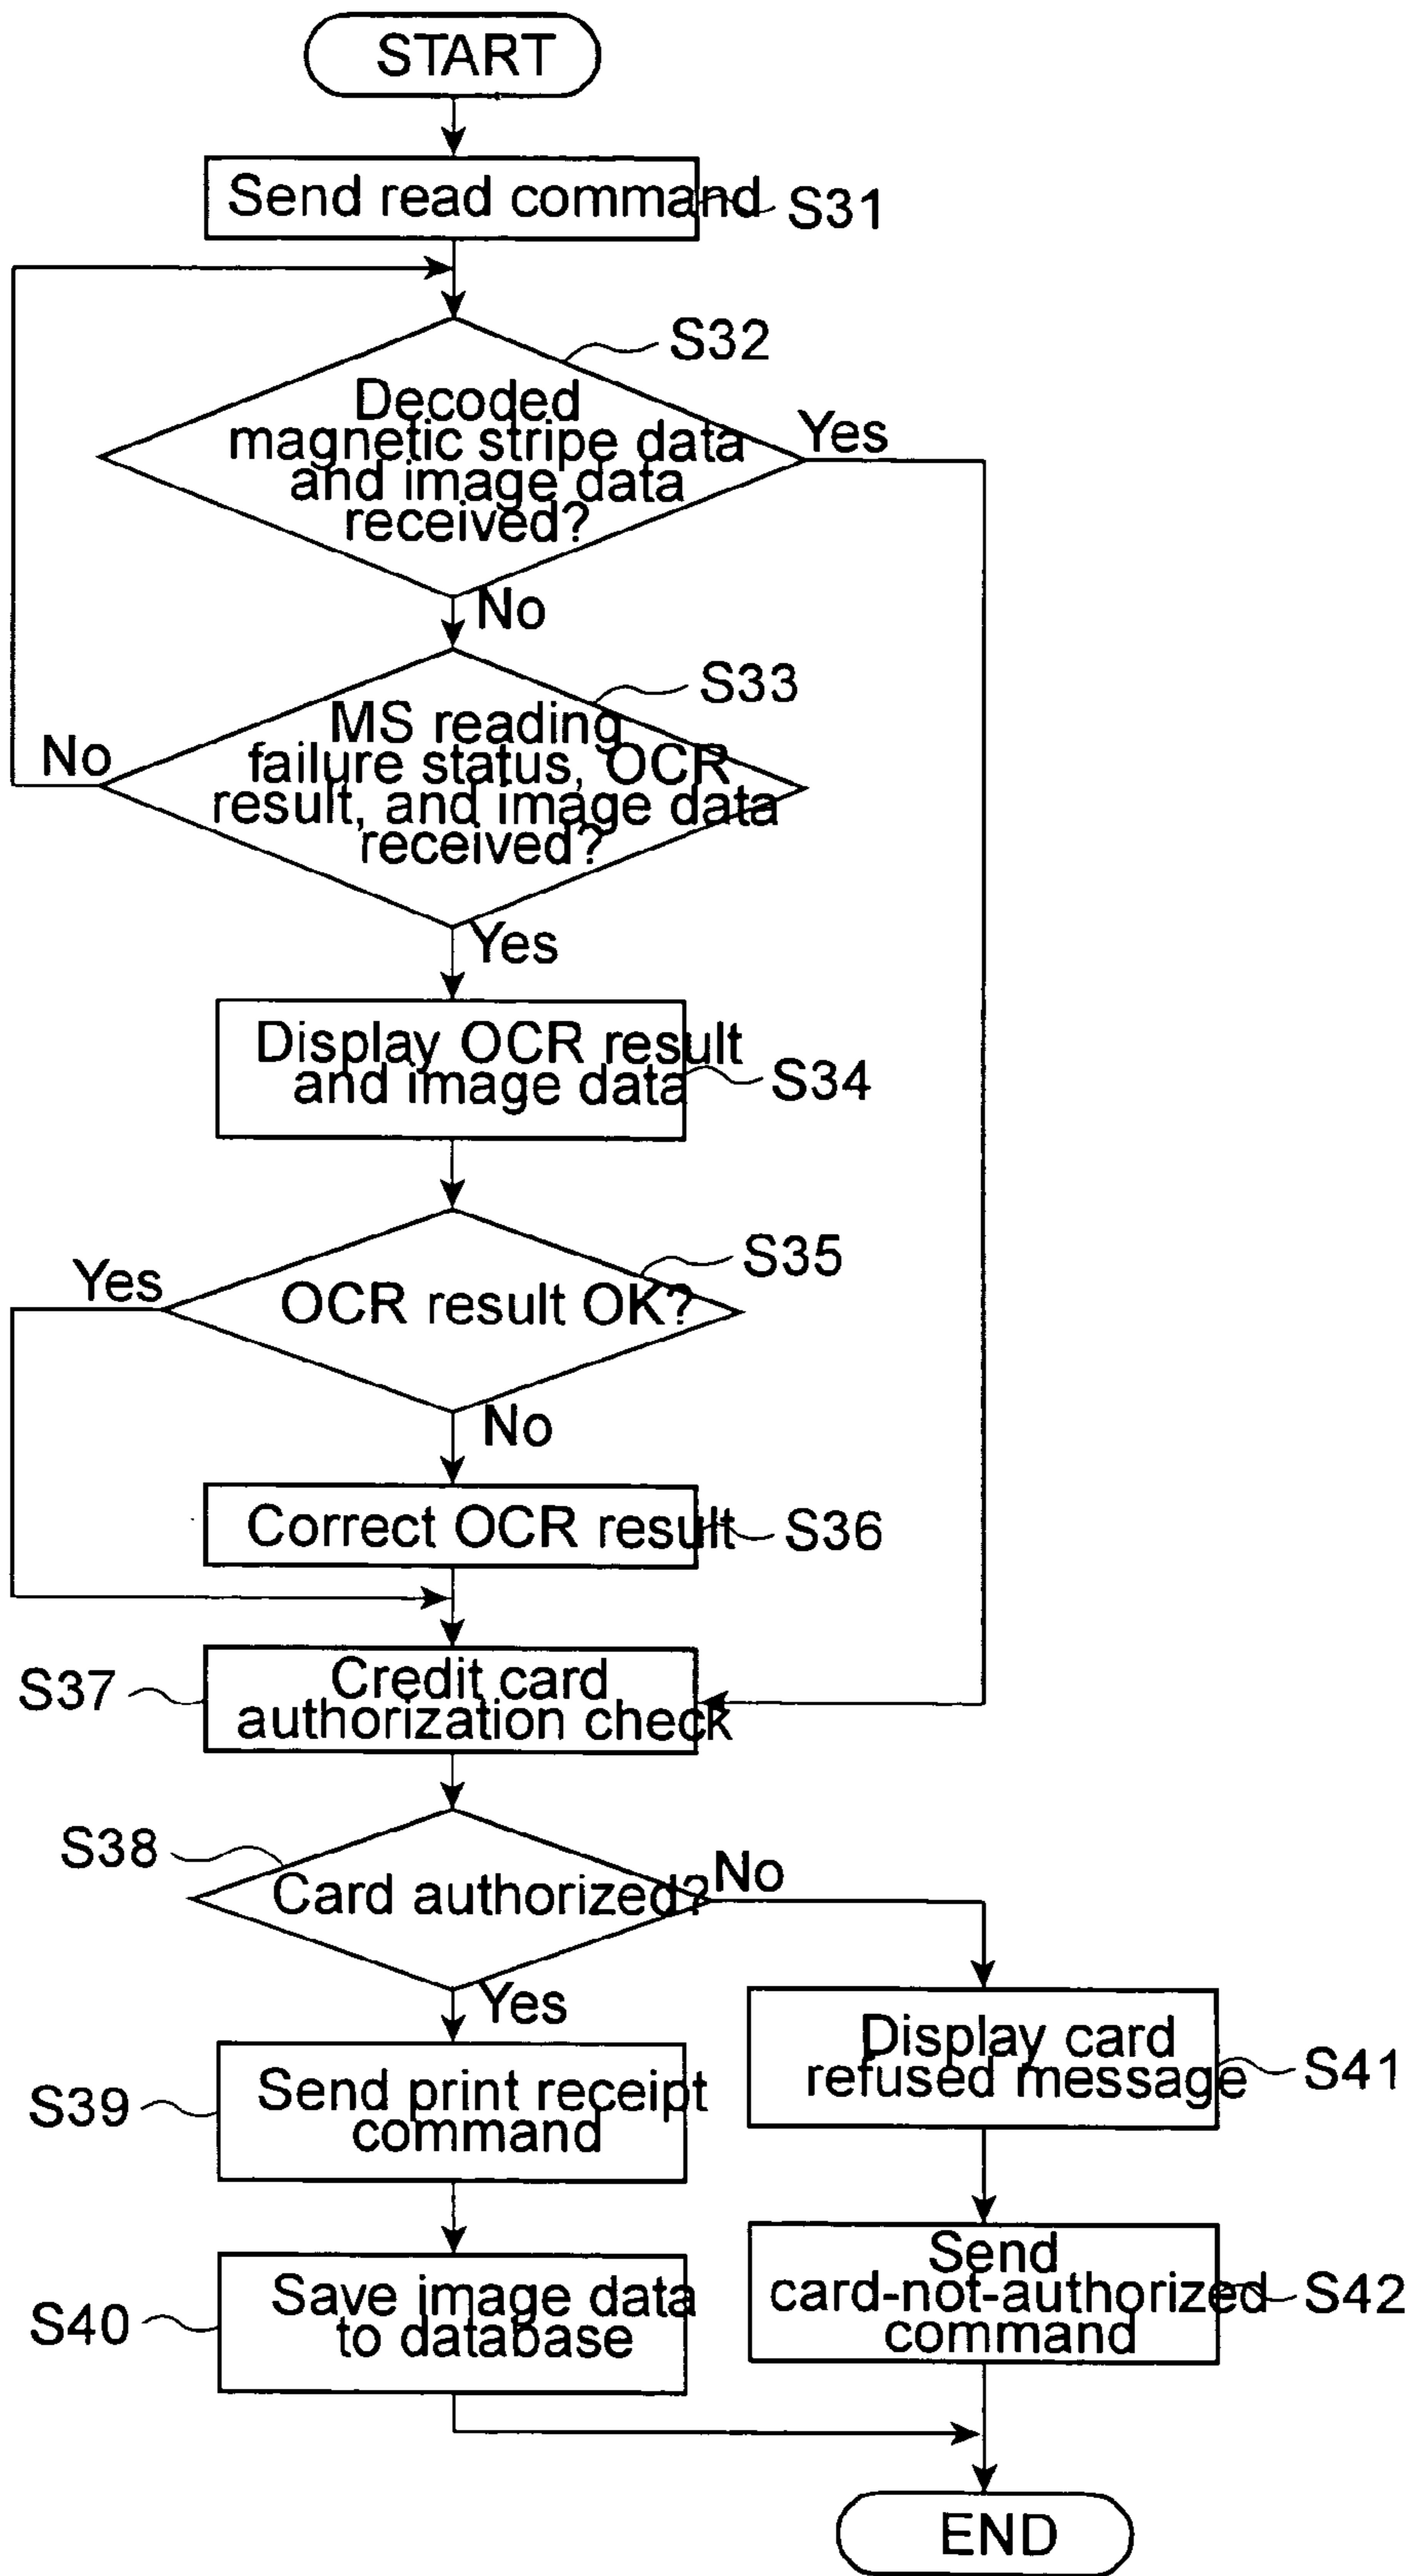 START
Send read command
S31
S32
Decoded
magnetic stripe data
and image data
received?
Yes
No
S33
MS reading
failure status, OCR
result, and image data
received?
No
Yes
Display OCR result
and image data
S34
S35
Yes
OCR result OK?
No
Correct OCR result
S36
S37
Credit card
authorization check
S38
Card authorized?
No
Yes
S39
Send print receipt
command
Display card
refused message
S41
S40
Save image data
to database
Send
card-not-authorized
command
S42
END